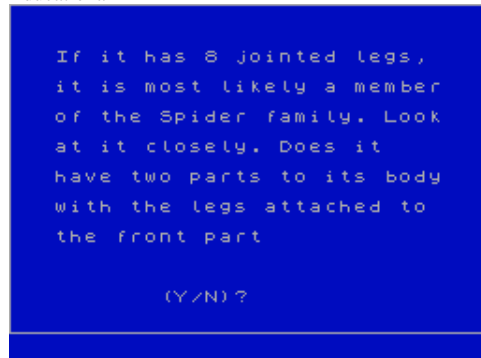 If it has 8 jointed legs,
it is most likely a member
of the Spider family. Look
at it closely. Does it
have two parts to its body
with the legs attached to
the front part
(Y/N)?